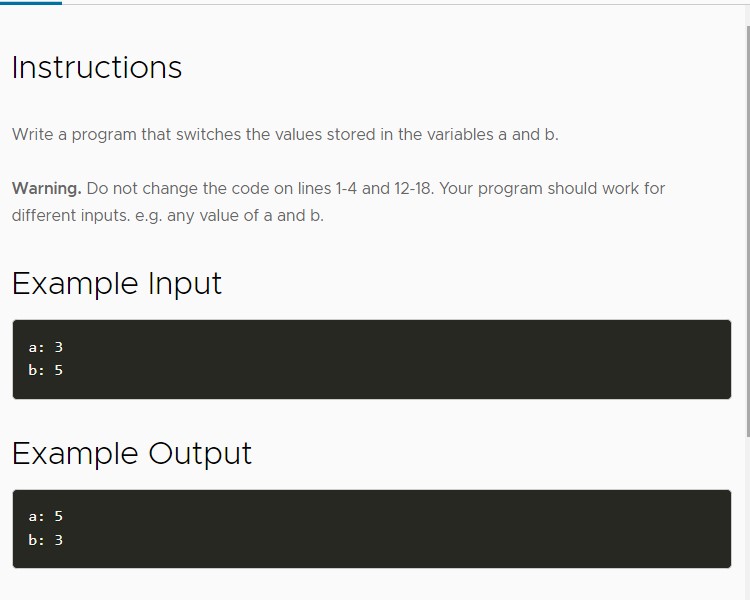 Instructions
Write a program that switches the values stored in the variables a and b.
Warning. Do not change the code on lines 1-4 and 12-18. Your program should work for
different inputs. e.g. any value of a and b.
Example Input
a: 3
b: 5
Example Output
a: 5
b: 3